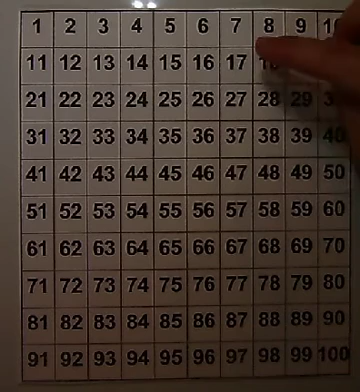 1 2 3 4 5 6 7 8 9 10
11 12 13 14 15 16 17
21 22 23 24 25 26 27 28 29
31 32 33 34 35 36 37 38 39 40
41 42 43 44 45 46 47 48 49 50
51 52 53 54 55 56 57 58 59 60
61 62 63 64 65 66 67 68 69 70
71 72 73 74 75 76 77 78 79 80
81 82 83 84 85 86 87 88 89 90
91 92 93 94 95 96 97 98 99 100